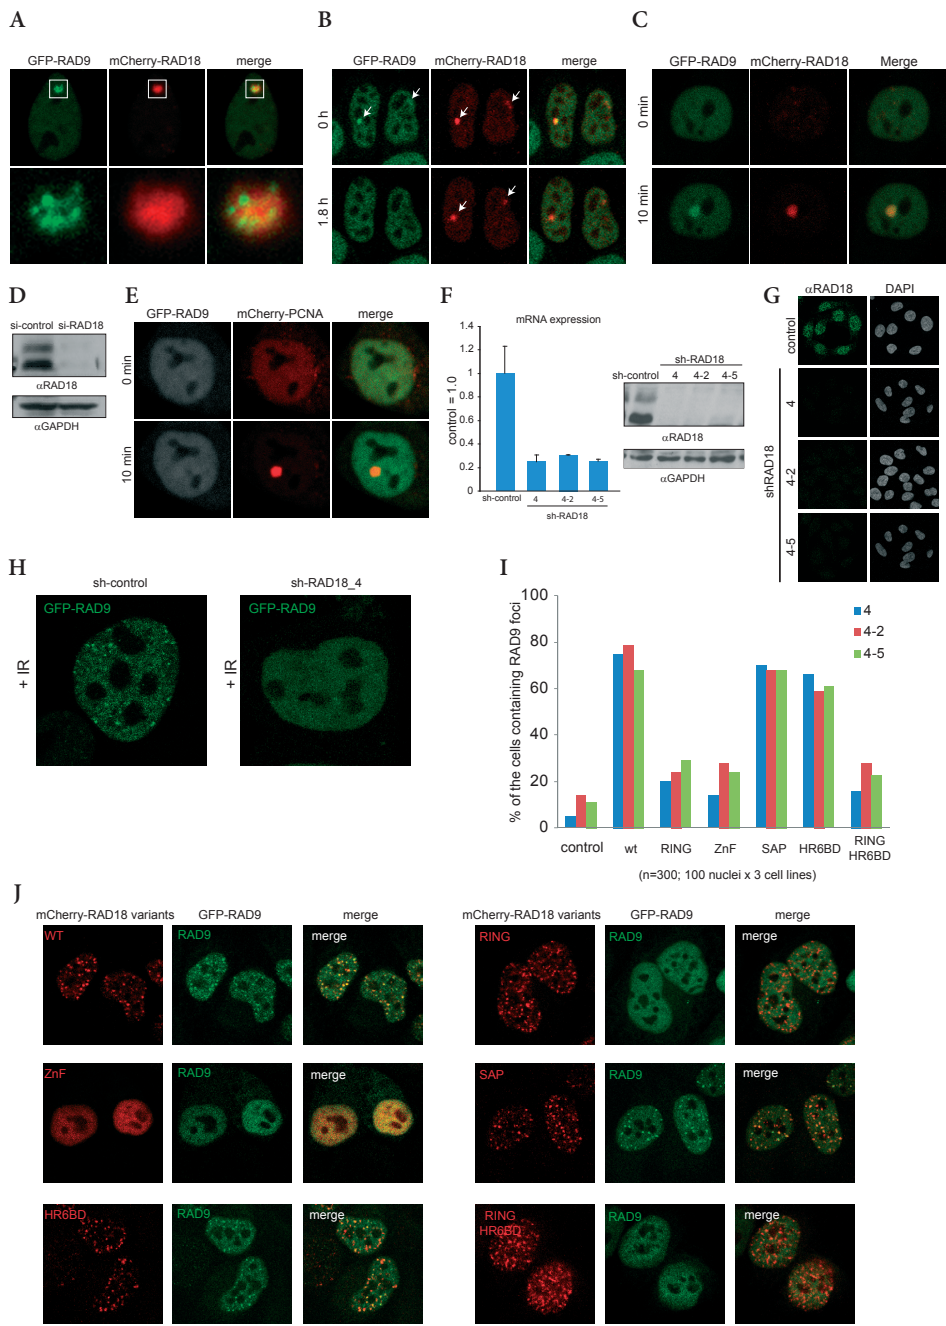 A
GFP-RAD9 mCherry-RAD18 merge
B
GFP-RAD9 mCherry-RAD18 merge
0 h
1.8 h
C
GFP-RAD9 mCherry-RAD18 Merge
0 min
10 min
D
si-control si-RAD18
αRAD18
αGAPDH
E
GFP-RAD9 mCherry-PCNA merge
0 min
10 min
F
mRNA expression
control = 1.0
1.4
1.2
1
0.8
0.6
0.4
0.2
0
sh-control 4 4-2 4-5
sh-RAD18
sh-RAD18
sh-control 4 4-2 4-5
αRAD18
αGAPDH
G
αRAD18 DAPI
control
shRAD18
4
4-2
4-5
H
sh-control
GFP-RAD9
+ IR
sh-RAD18_4
GFP-RAD9
+ IR
I
% of the cells containing RAD9 foci
100
80
60
40
20
0
4
4-2
4-5
control wt RING ZnF SAP HR6BD RING HR6BD
(n=300; 100 nuclei x 3 cell lines)
J
mCherry-RAD18 variants GFP-RAD9 merge
WT RAD9 merge
ZnF RAD9 merge
HR6BD RAD9 merge
mCherry-RAD18 variants GFP-RAD9 merge
RING RAD9 merge
SAP RAD9 merge
RING RAD9 merge
HR6BD